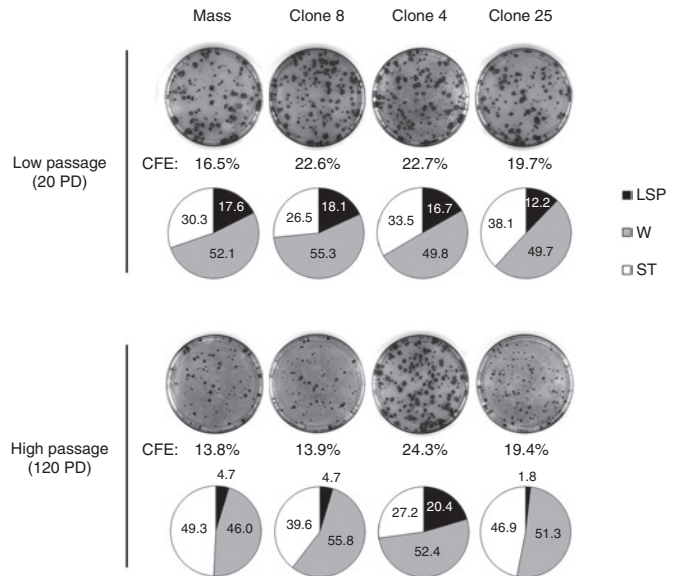 Mass Clone 8 Clone 4 Clone 25
Low passage
(20 PD)
CFE: 16.5% 22.6% 22.7% 19.7%
17.6 30.3 52.1
18.1 26.5 55.3
16.7 33.5 49.8
12.2 38.1 49.7
LSP
W
ST
High passage
(120 PD)
CFE: 13.8% 13.9% 24.3% 19.4%
4.7 49.3 46.0
4.7 39.6 55.8
20.4 27.2 52.4
1.8 46.9 51.3